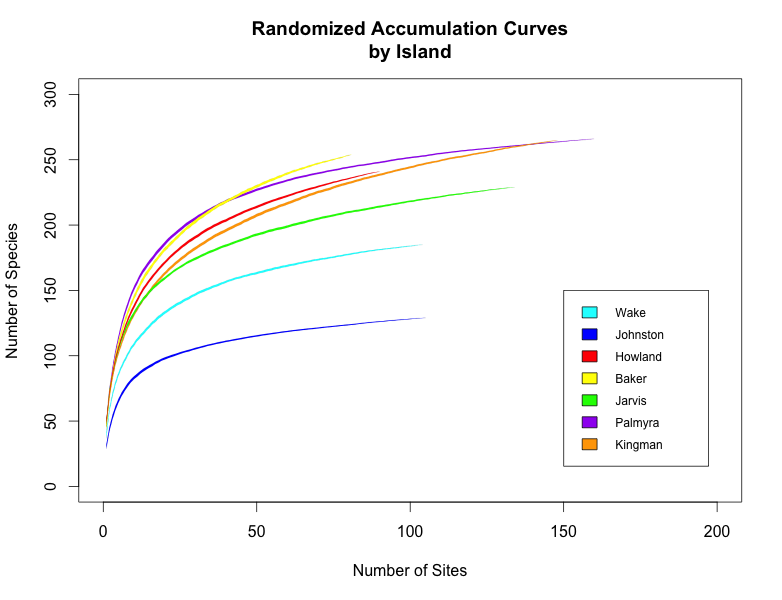 Randomized Accumulation Curves
by Island
Number of Species
300
250
200
150
100
50
0
Wake
Johnston
Howland
Baker
Jarvis
Palmyra
Kingman
0 50 100 150 200
Number of Sites